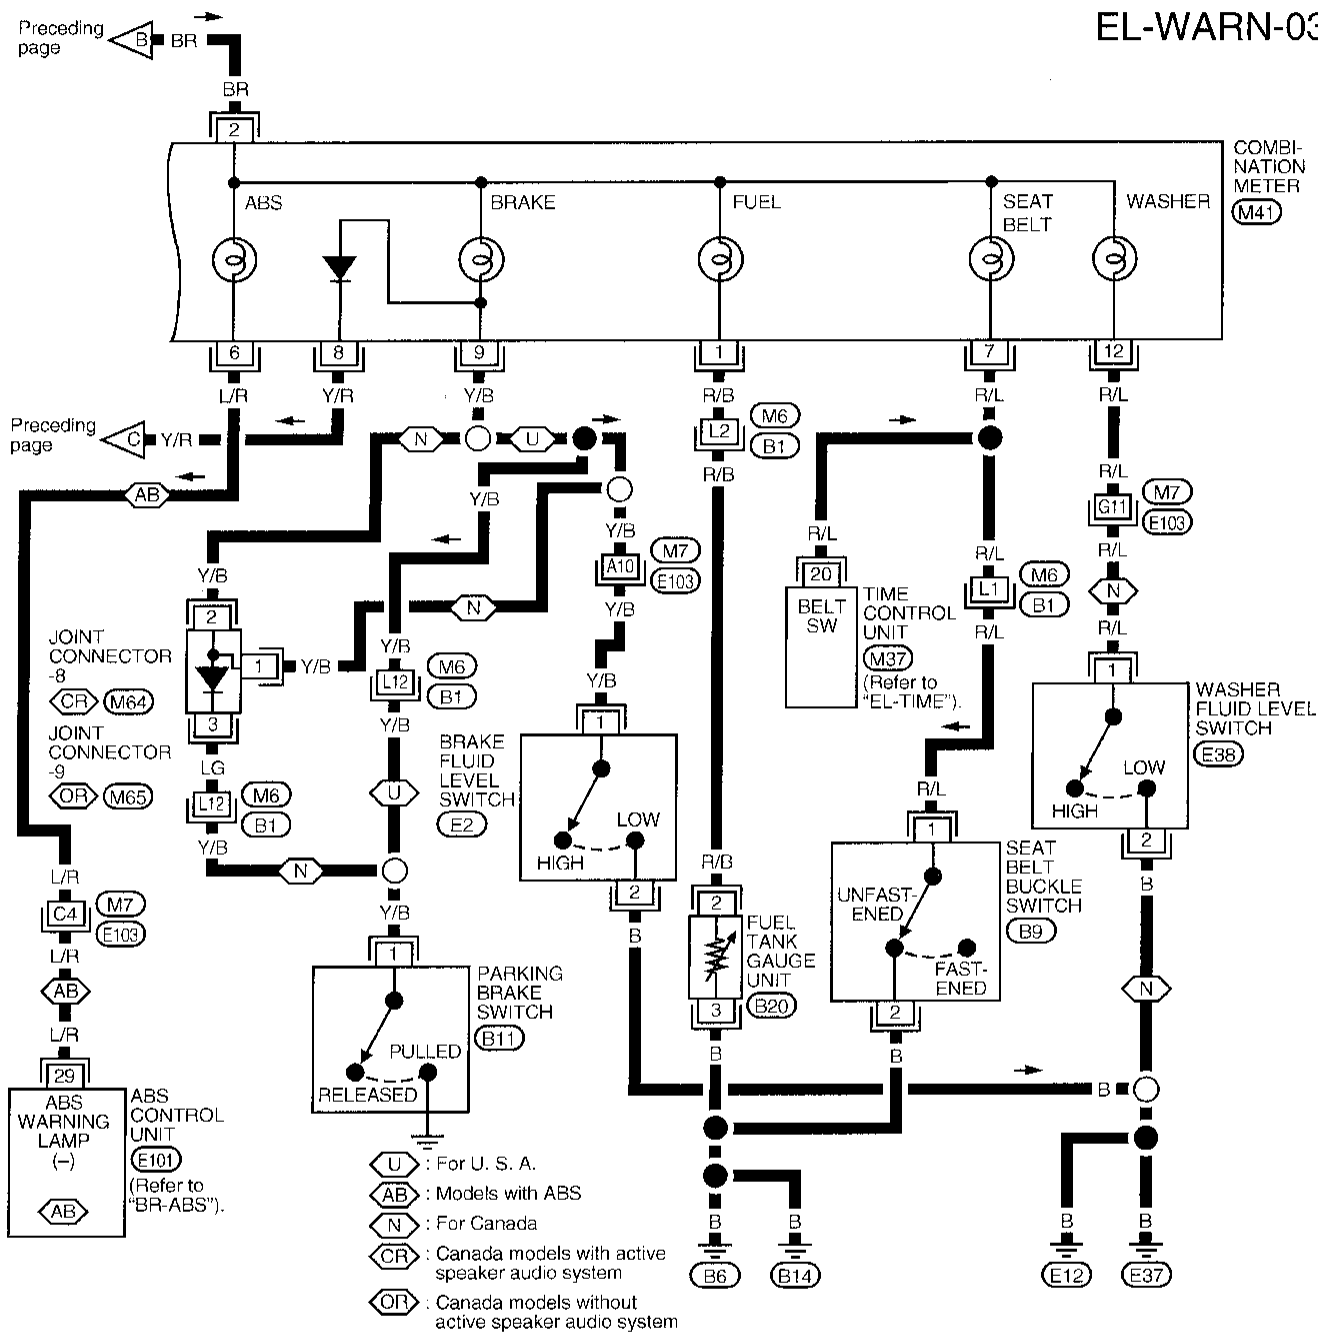 EL-WARN-03
Preceding
page
B
BR
BR
2
COMBI-
NATION
METER
M41
ABS
BRAKE
FUEL
SEAT
BELT
WASHER
6
8
9
1
7
12
L/R
Y/R
Y/B
R/B
R/L
R/L
Preceding
page
C
Y/R
N
U
L2
M6
B1
R/B
AB
Y/B
Y/B
R/L
G11
M7
E103
R/L
R/L
N
R/L
Y/B
2
JOINT
CONNECTOR
-8
CR
M64
JOINT
CONNECTOR
-9
OR
M65
1
Y/B
3
LG
L12
M6
B1
Y/B
N
N
Y/B
L12
M6
B1
Y/B
U
Y/B
A10
M7
E103
Y/B
Y/B
1
BRAKE
FLUID
LEVEL
SWITCH
E2
LOW
HIGH
2
B
R/L
20
BELT
SW
TIME
CONTROL
UNIT
M37
(Refer to
"EL-TIME").
R/L
L1
M6
B1
R/L
R/L
1
WASHER
FLUID LEVEL
SWITCH
E38
LOW
HIGH
2
B
N
1
SEAT
BELT
BUCKLE
SWITCH
B9
UNFAST-
ENED
FAST-
ENED
2
B
R/B
2
FUEL
TANK
GAUGE
UNIT
B20
3
B
L/R
C4
M7
E103
L/R
AB
L/R
29
ABS
WARNING
LAMP
(–)
AB
ABS
CONTROL
UNIT
E101
(Refer to
"BR-ABS").
1
PARKING
BRAKE
SWITCH
B11
PULLED
RELEASED
B
U : For U. S. A.
AB : Models with ABS
N : For Canada
CR : Canada models with active
speaker audio system
OR : Canada models without
active speaker audio system
B
B
B
B
B6
B14
E12
E37